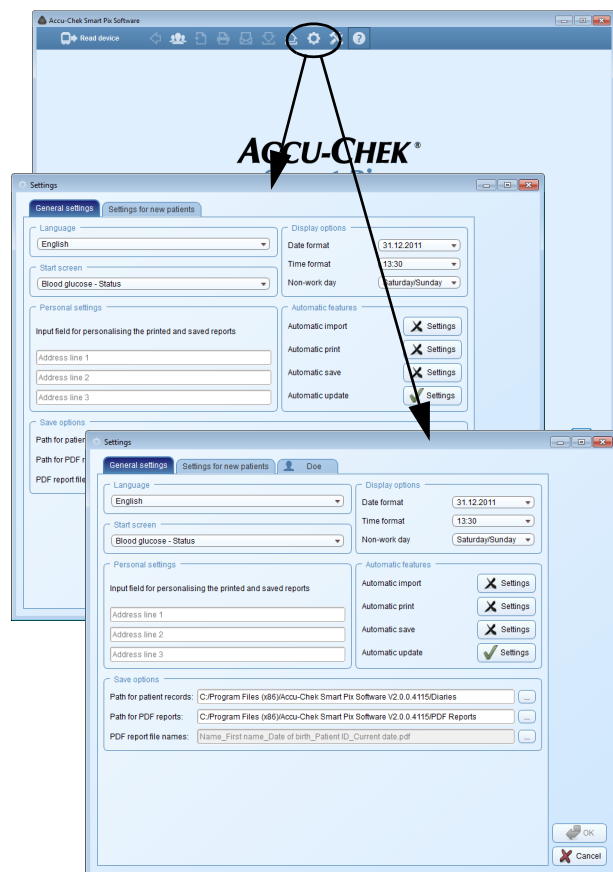 Accu-Chek Smart Pix Software
Read device
ACCU-CHEK®
Settings
General settings
Settings for new patients
Language
English
Start screen
Blood glucose - Status
Display options
Date format
31.12.2011
Time format
13:30
Non-work day
Saturday/Sunday
Personal settings
Input field for personalising the printed and saved reports
Address line 1
Address line 2
Address line 3
Automatic features
Automatic import
Settings
Automatic print
Settings
Automatic save
Settings
Automatic update
Settings
Save options
Path for
Path for PDF
PDF report file
Settings
General settings
Settings for new patients
Doe
Language
English
Start screen
Blood glucose - Status
Display options
Date format
31.12.2011
Time format
13:30
Non-work day
Saturday/Sunday
Personal settings
Input field for personalising the printed and saved reports
Address line 1
Address line 2
Address line 3
Automatic features
Automatic import
Settings
Automatic print
Settings
Automatic save
Settings
Automatic update
Settings
Save options
Path for patient records:
C:/Program Files (x86)/Accu-Chek Smart Pix Software V2.0.0.4115/Diaries
...
Path for PDF reports:
C:/Program Files (x86)/Accu-Chek Smart Pix Software V2.0.0.4115/PDF Reports
...
PDF report file names:
Name_First name_Date of birth_Patient ID_Current date.pdf
...
OK
Cancel